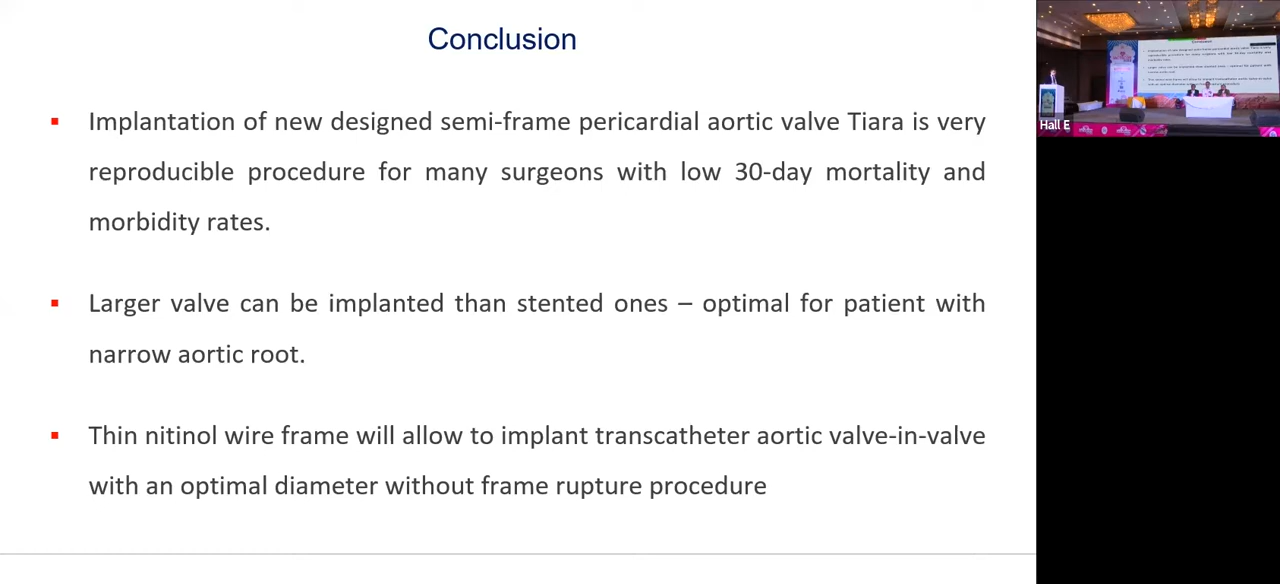 Conclusion
▪ Implantation of new designed semi-frame pericardial aortic valve Tiara is very
reproducible procedure for many surgeons with low 30-day mortality and
morbidity rates.
▪ Larger valve can be implanted than stented ones – optimal for patient with
narrow aortic root.
▪ Thin nitinol wire frame will allow to implant transcatheter aortic valve-in-valve
with an optimal diameter without frame rupture procedure
Hall E